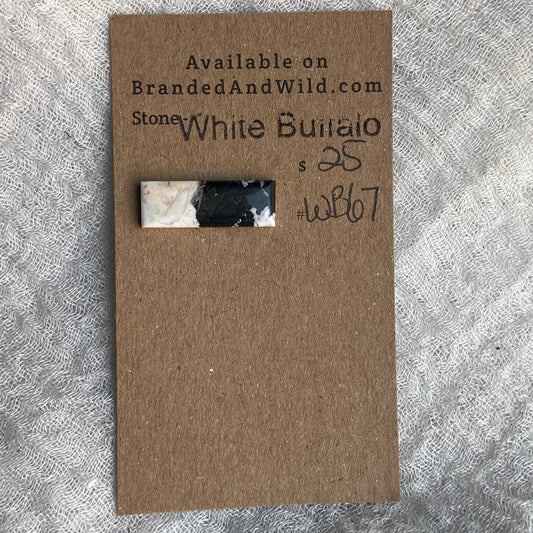 Available on
BrandedAndWild.com
Stone: White Buffalo
$ 25
#WB67